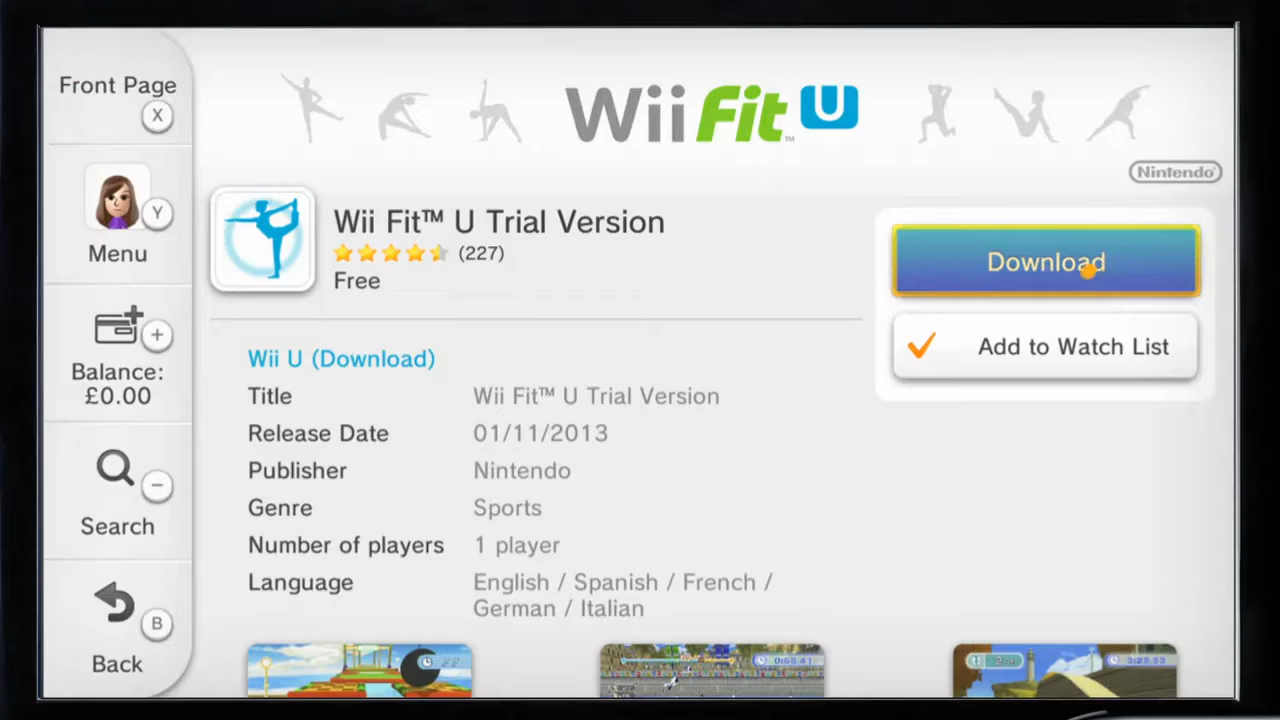 Front Page
X
Y
Menu
+
Balance:
£0.00
−
Search
B
Back
Wii Fit™ U
Nintendo
Wii Fit™ U Trial Version
(227)
Free
Download
Add to Watch List
Wii U (Download)
Title Wii Fit™ U Trial Version
Release Date 01/11/2013
Publisher Nintendo
Genre Sports
Number of players 1 player
Language English / Spanish / French /
German / Italian